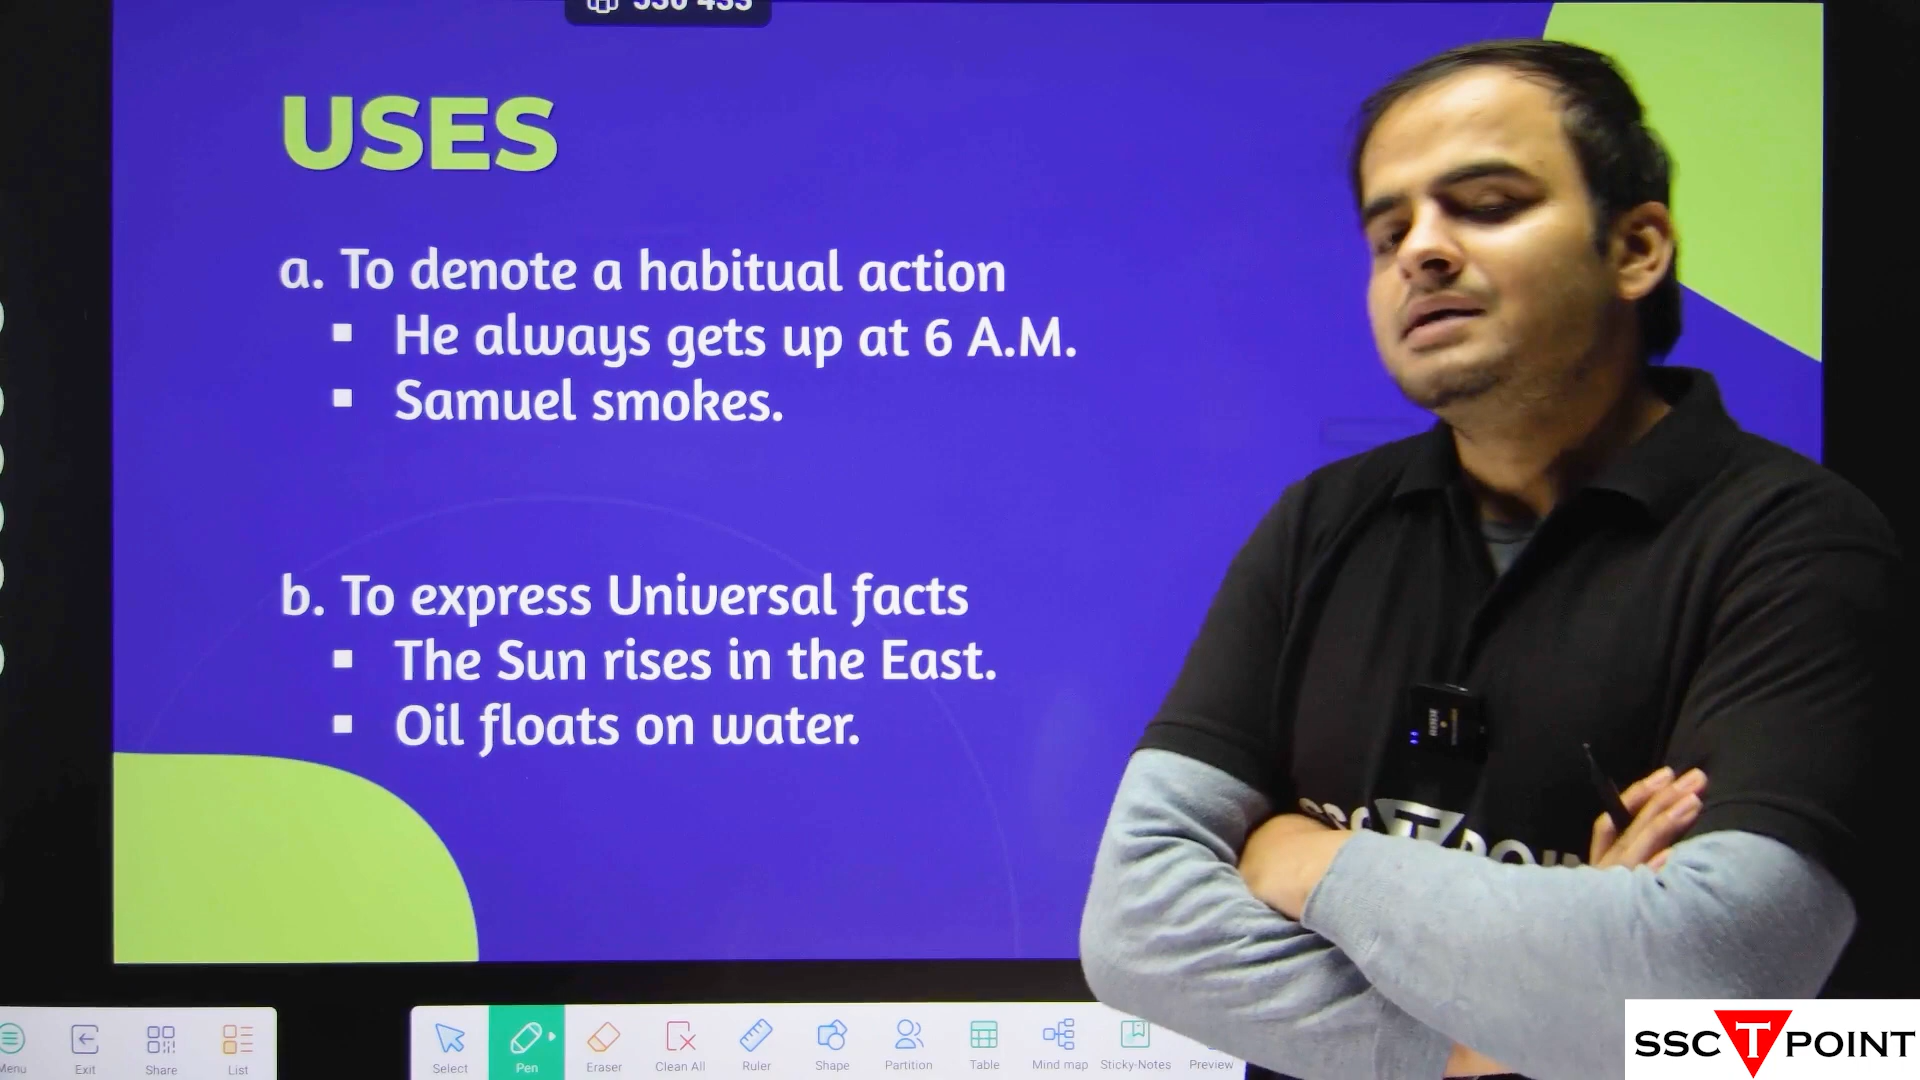 USES
a. To denote a habitual action
▪ He always gets up at 6 A.M.
▪ Samuel smokes.
b. To express Universal facts
▪ The Sun rises in the East.
▪ Oil floats on water.
Menu Exit Share List Select Pen Eraser Clean All Ruler Shape Partition Table Mind map Sticky-Notes Preview
SSC T POINT